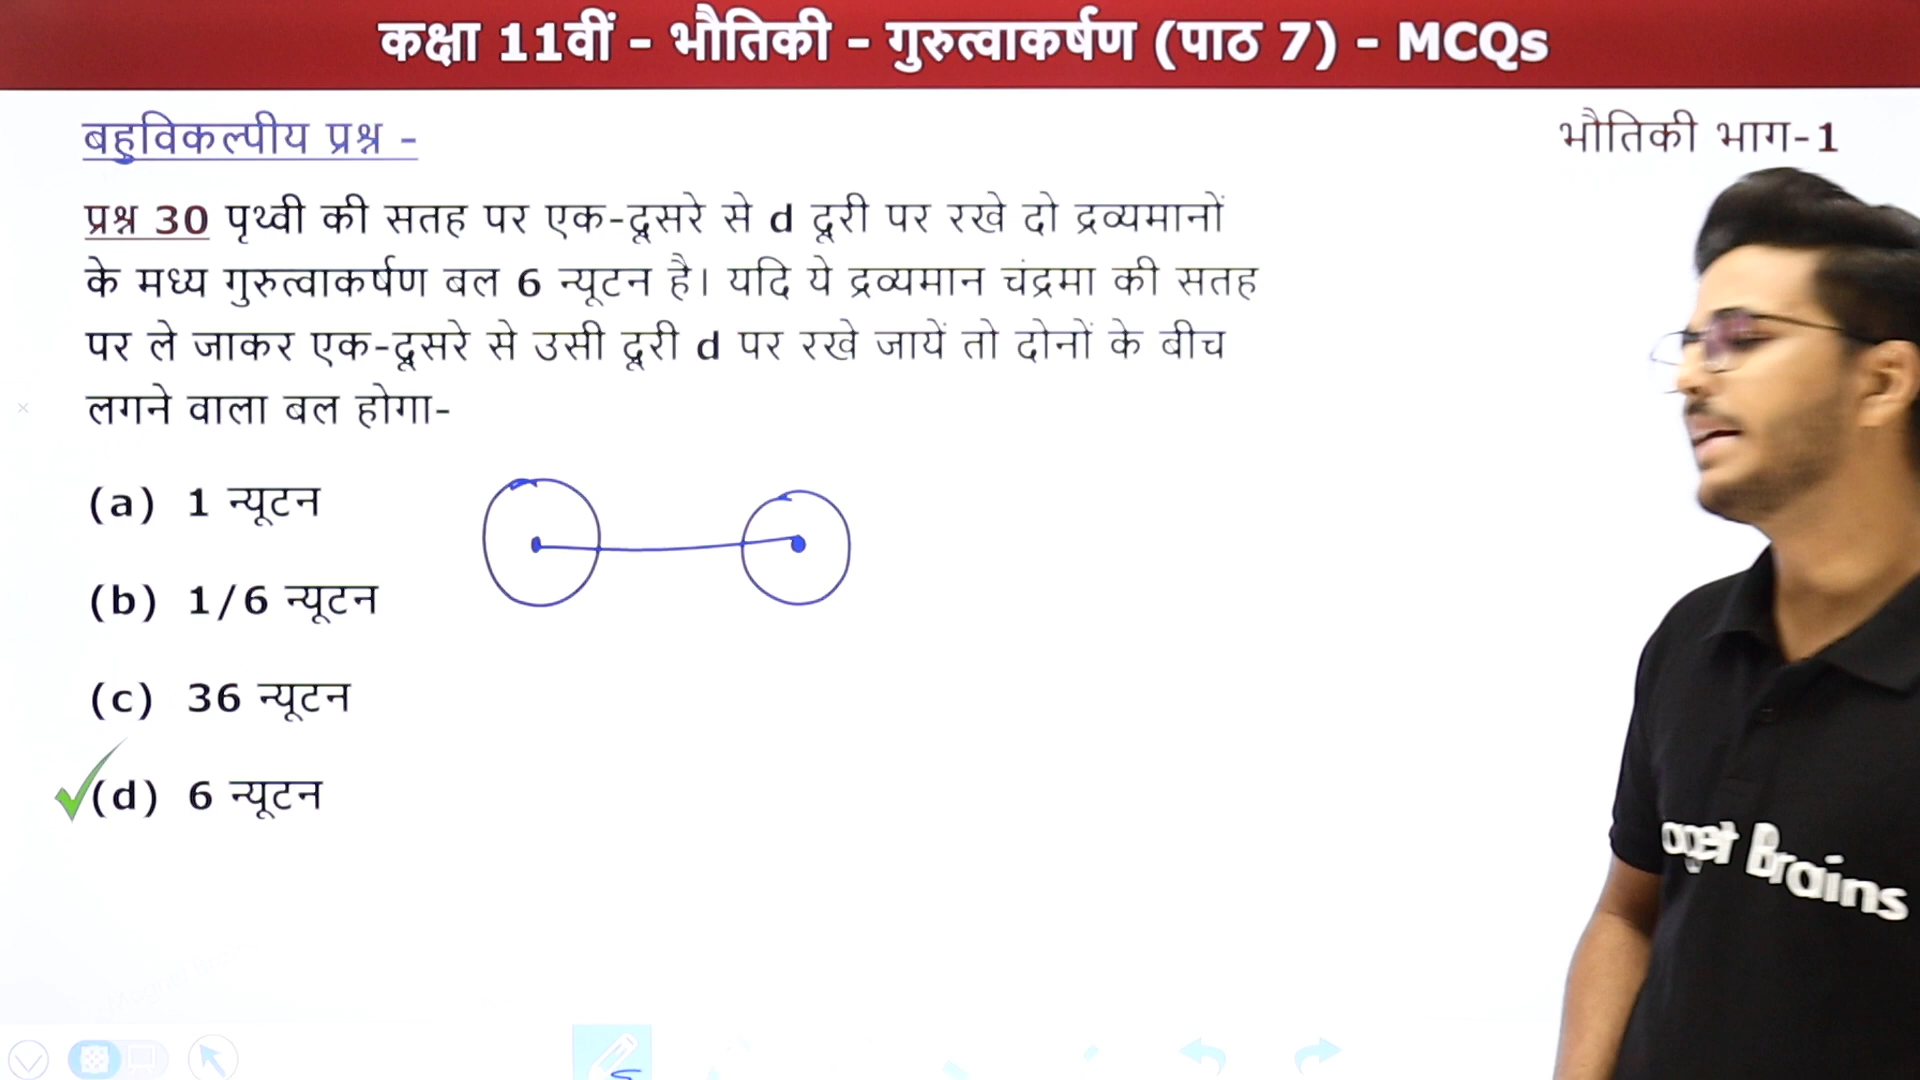 कक्षा 11वीं - भौतिकी - गुरुत्वाकर्षण (पाठ 7) - MCQs
बहुविकल्पीय प्रश्न -
भौतिकी भाग-1
प्रश्न 30 पृथ्वी की सतह पर एक-दूसरे से d दूरी पर रखे दो द्रव्यमानों
के मध्य गुरुत्वाकर्षण बल 6 न्यूटन है। यदि ये द्रव्यमान चंद्रमा की सतह
पर ले जाकर एक-दूसरे से उसी दूरी d पर रखे जायें तो दोनों के बीच
लगने वाला बल होगा-
(a) 1 न्यूटन
(b) 1/6 न्यूटन
(c) 36 न्यूटन
(d) 6 न्यूटन
Brains